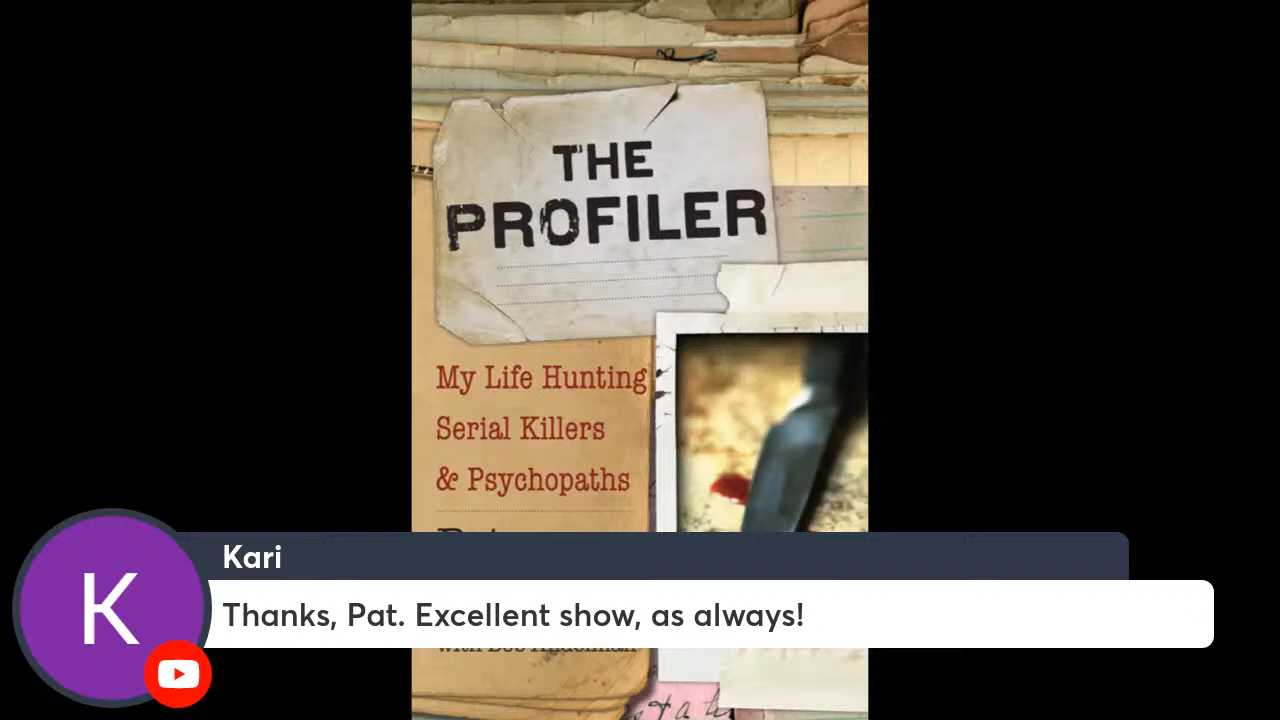 THE
PROFILER
My Life Hunting
Serial Killers
& Psychopaths
K
Kari
Thanks, Pat. Excellent show, as always!